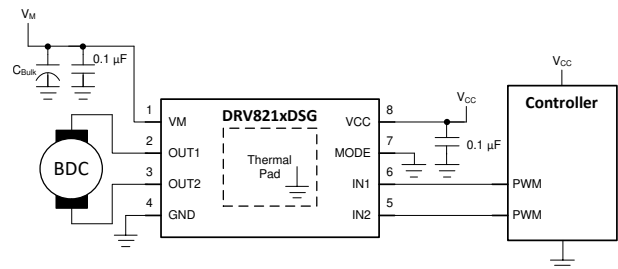 VM
CBulk
0.1 µF
BDC
DRV821xDSG
1
VM
2
OUT1
3
OUT2
4
GND
Thermal
Pad
8
VCC
7
MODE
6
IN1
5
IN2
VCC
0.1 µF
VCC
Controller
PWM
PWM